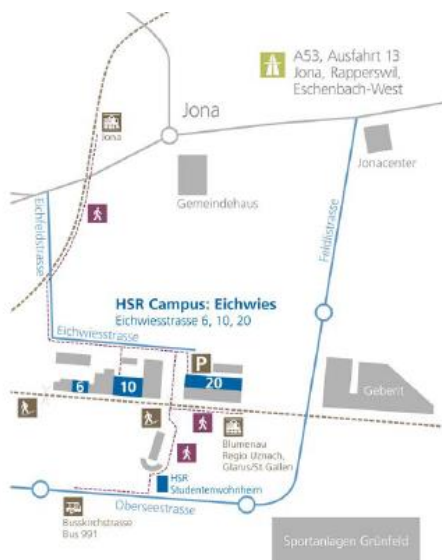 A53, Ausfahrt 13
Jona, Rapperswil,
Eschenbach-West
Jona
Jona
Jonacenter
Gemeindehaus
Eichfeldstrasse
Feldlistrasse
HSR Campus: Eichwies
Eichwiesstrasse 6, 10, 20
Eichwiesstrasse
P
6
10
20
Geberit
Blumenau
Regio Uznach,
Glarus/St Gallen
HSR
Studentenwohnheim
Oberseestrasse
Busskirchstrasse
Bus 991
Sportanlagen Grünfeld